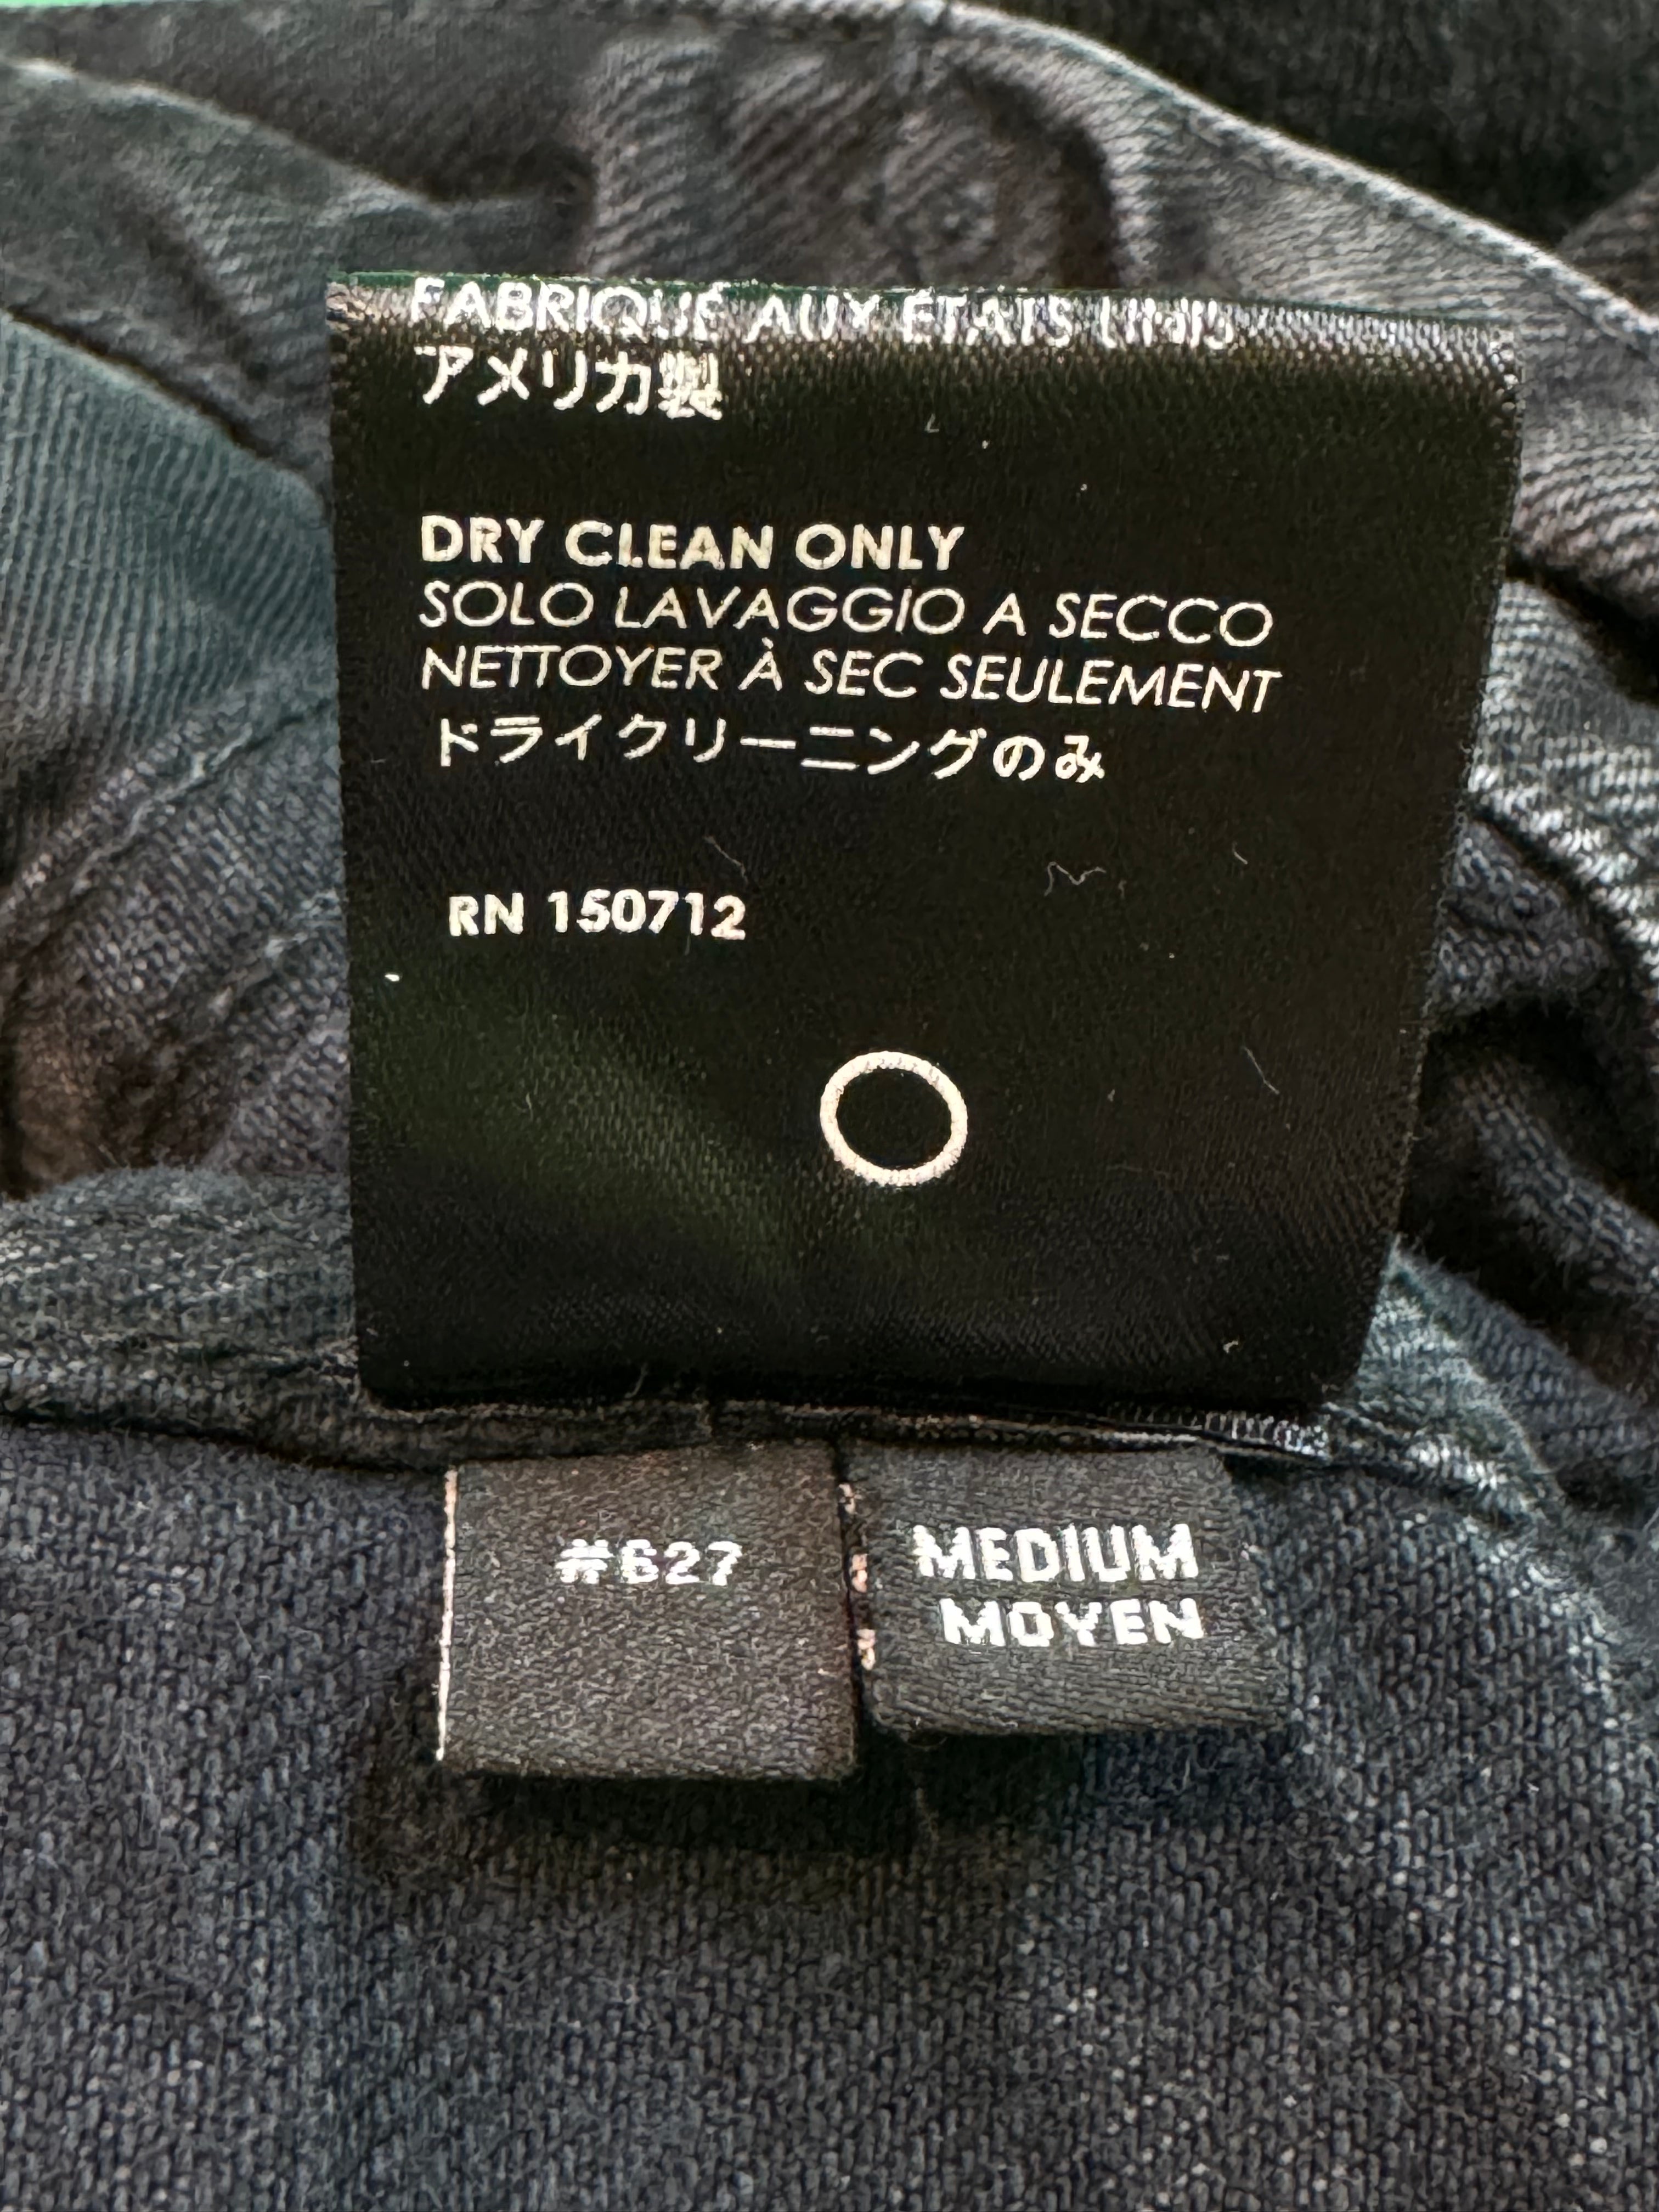 FABRIQUÉ AUX ÉTATS UNIS
アメリカ製
DRY CLEAN ONLY
SOLO LAVAGGIO A SECCO
NETTOYER À SEC SEULEMENT
ドライクリーニングのみ
RN 150712
#627
MEDIUM
MOYEN